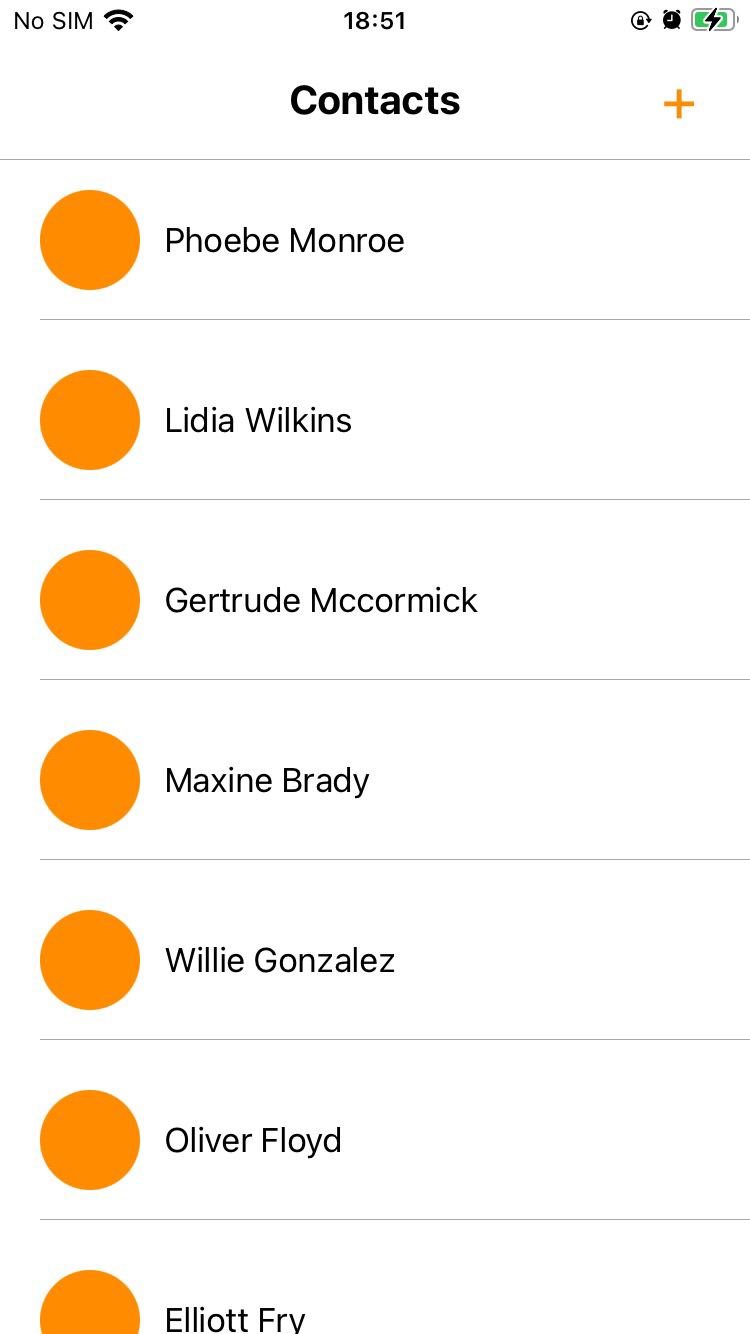 No SIM 18:51
Contacts
Phoebe Monroe
Lidia Wilkins
Gertrude Mccormick
Maxine Brady
Willie Gonzalez
Oliver Floyd
Elliott Fry